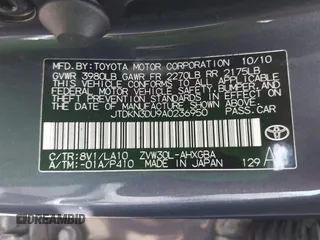 MFD.BY:TOYOTA MOTOR CORPORATION 10/10
GVWR 3980LB GAWR FR 2270LB RR 2175LB
THIS VEHICLE CONFORMS TO ALL APPLICABLE
FEDERAL MOTOR VEHICLE SAFETY, BUMPER, AND
THEFT PREVENTION STANDARDS IN EFFECT ON
THE DATE OF MANUFACTURE SHOWN ABOVE.
JTDKN3DU9A0236950 PASS.CAR
C/TR:8V1/LA10 ZVW30L-AHXGBA
A/TM:-01A/P410 MADE IN JAPAN 129